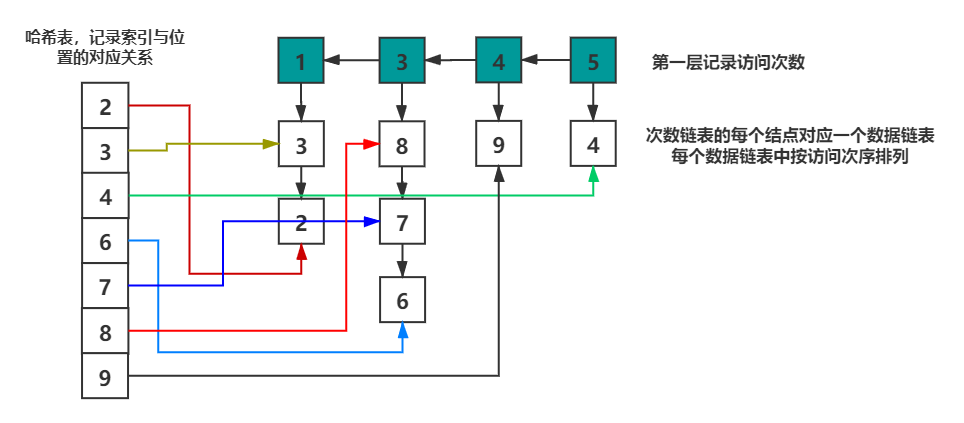 哈希表，记录索引与位
置的对应关系
1 3 4 5
第一层记录访问次数
2
3
4
6
7
8
9
3 8 9 4
次数链表的每个结点对应一个数据链表
每个数据链表中按访问次序排列
2 7
6